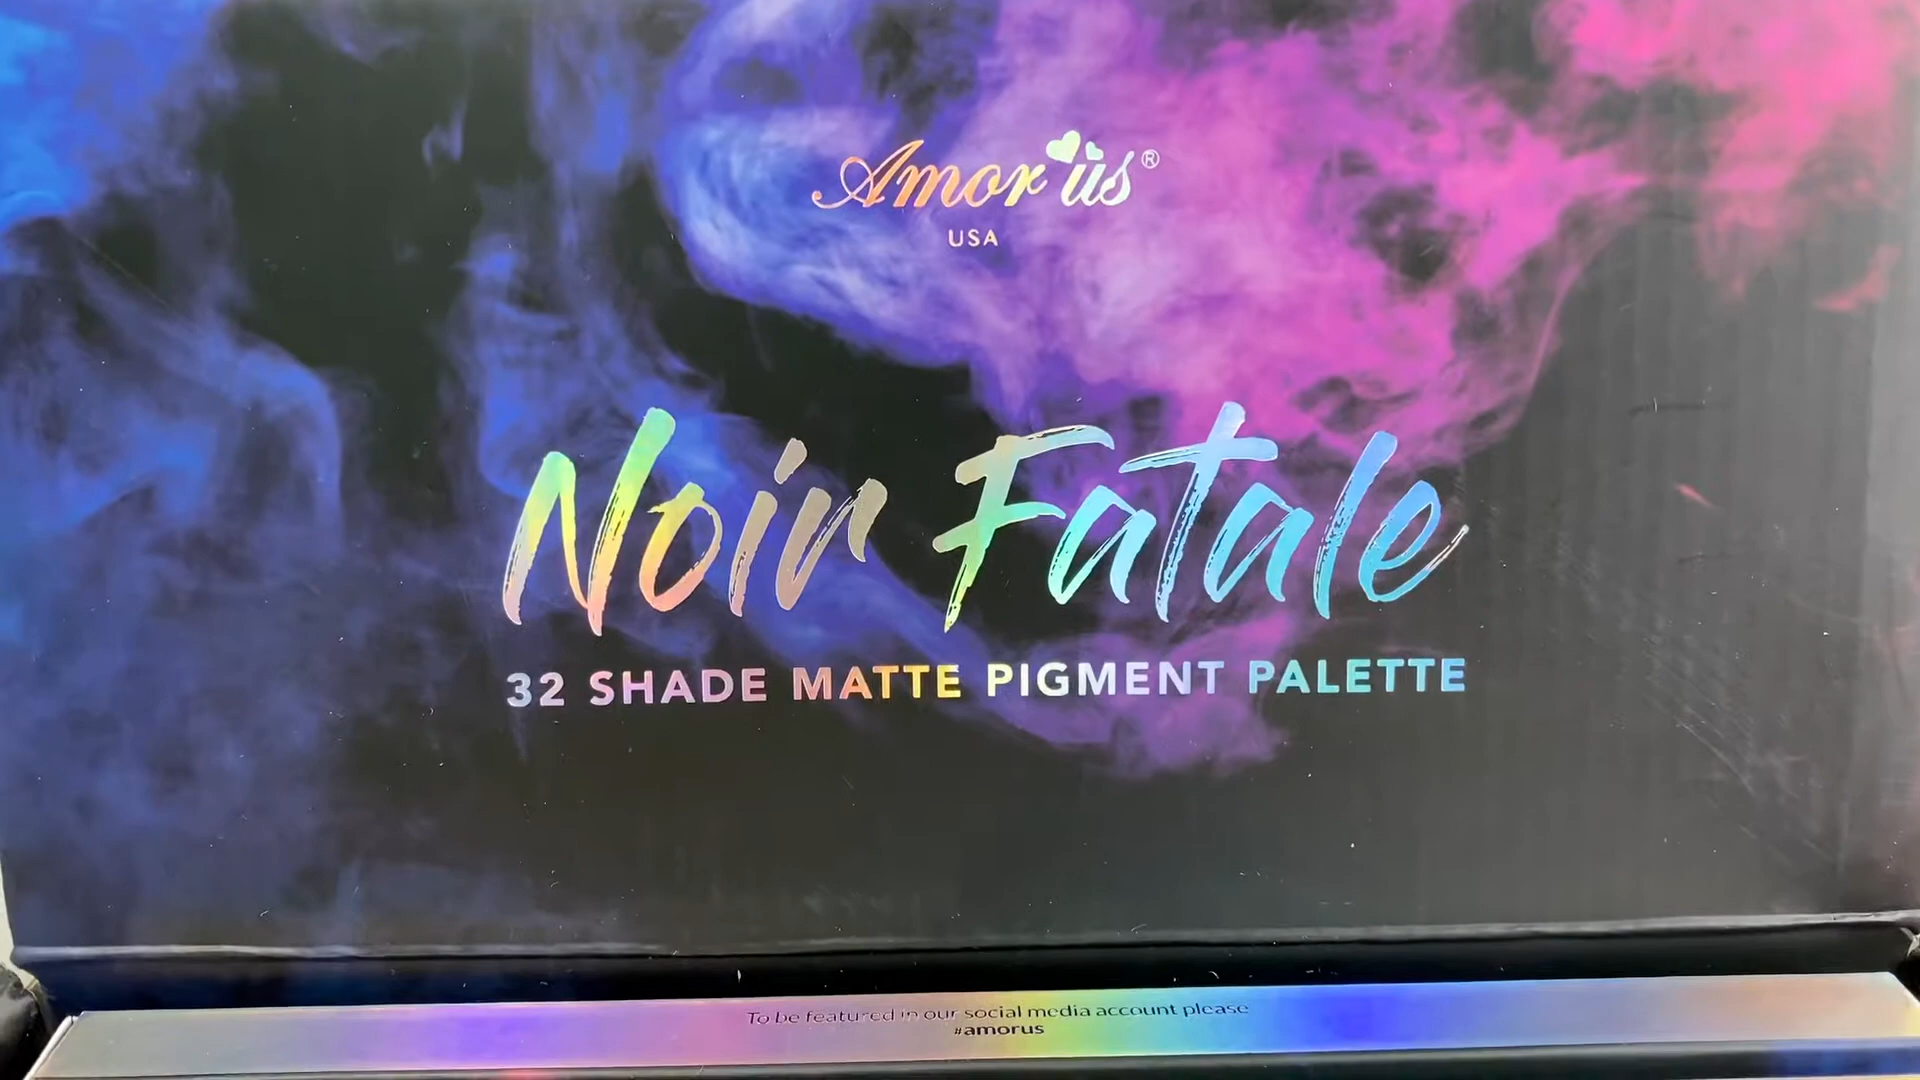 Amor üs®
USA
Noir Fatale
32 SHADE MATTE PIGMENT PALETTE
To be featured in our social media account please
#amorus